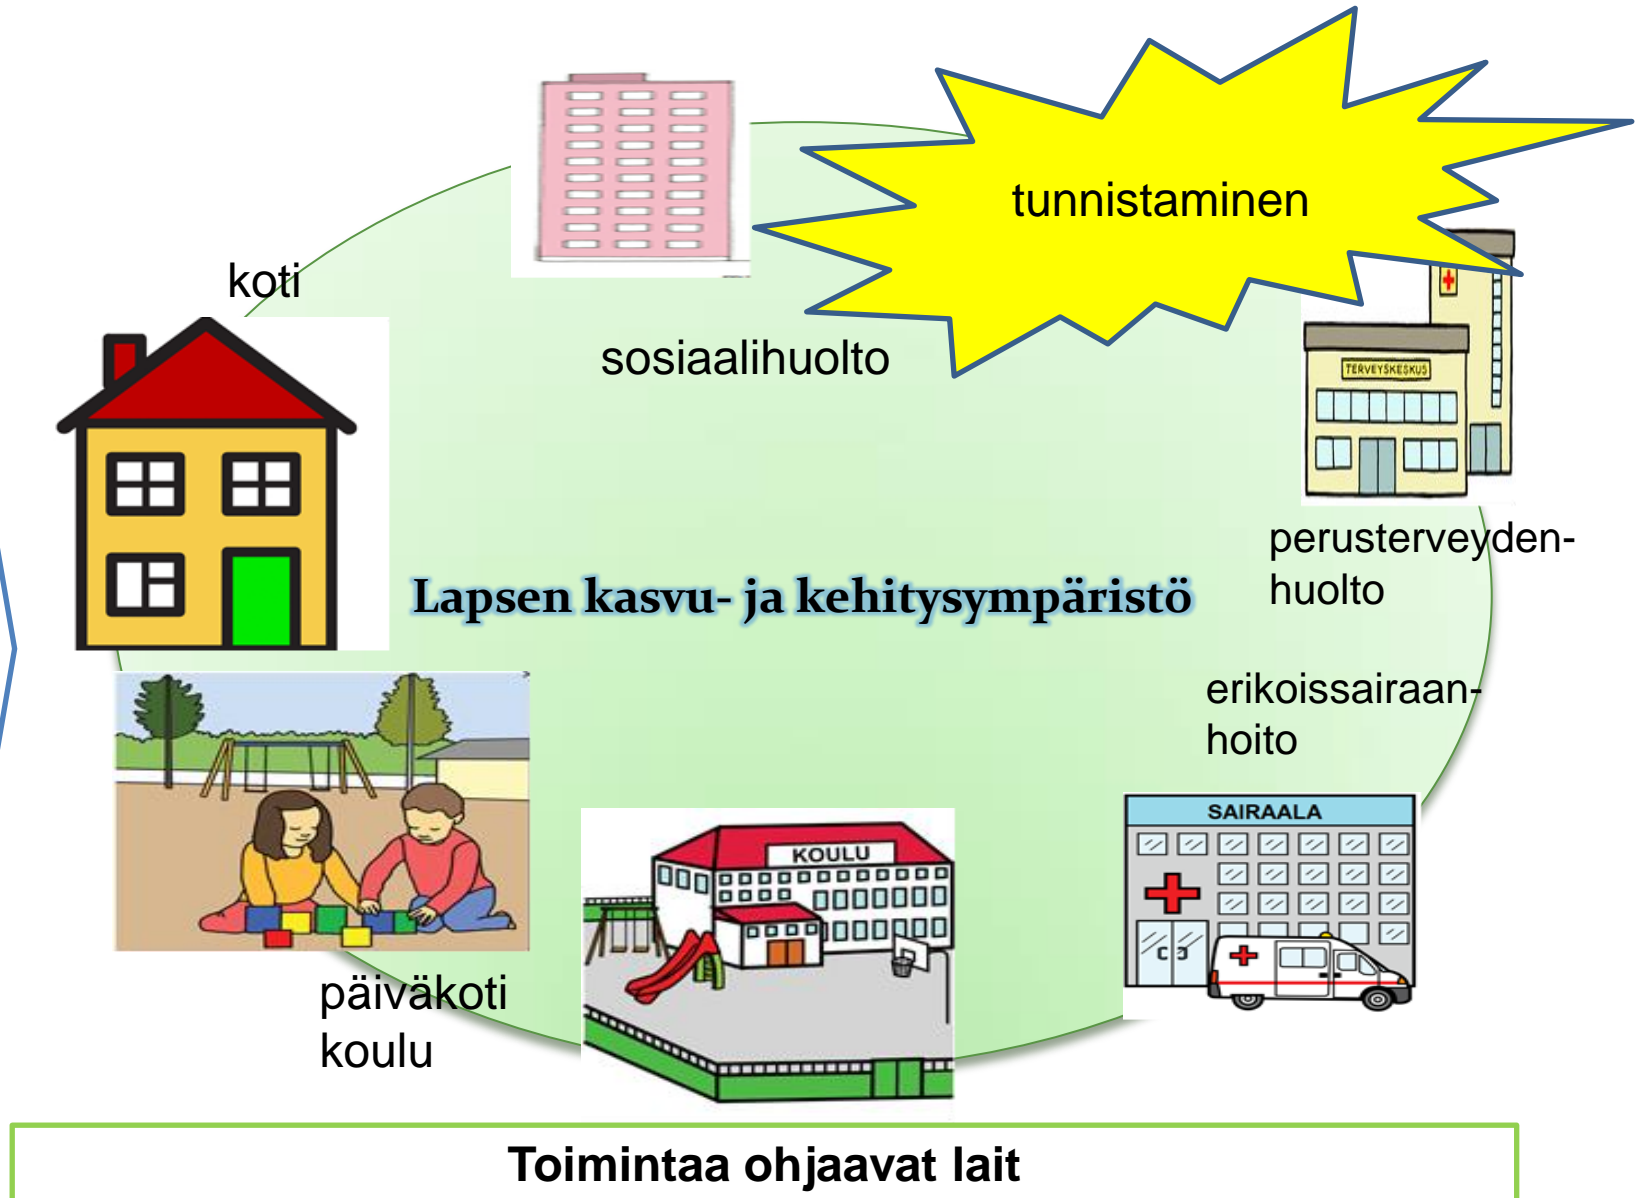 tunnistaminen
koti
sosiaalihuolto
TERVEYSKESKUS
perusterveyden-
huolto
Lapsen kasvu- ja kehitysympäristö
erikoissairaan-
hoito
SAIRAALA
KOULU
päiväkoti
koulu
Toimintaa ohjaavat lait